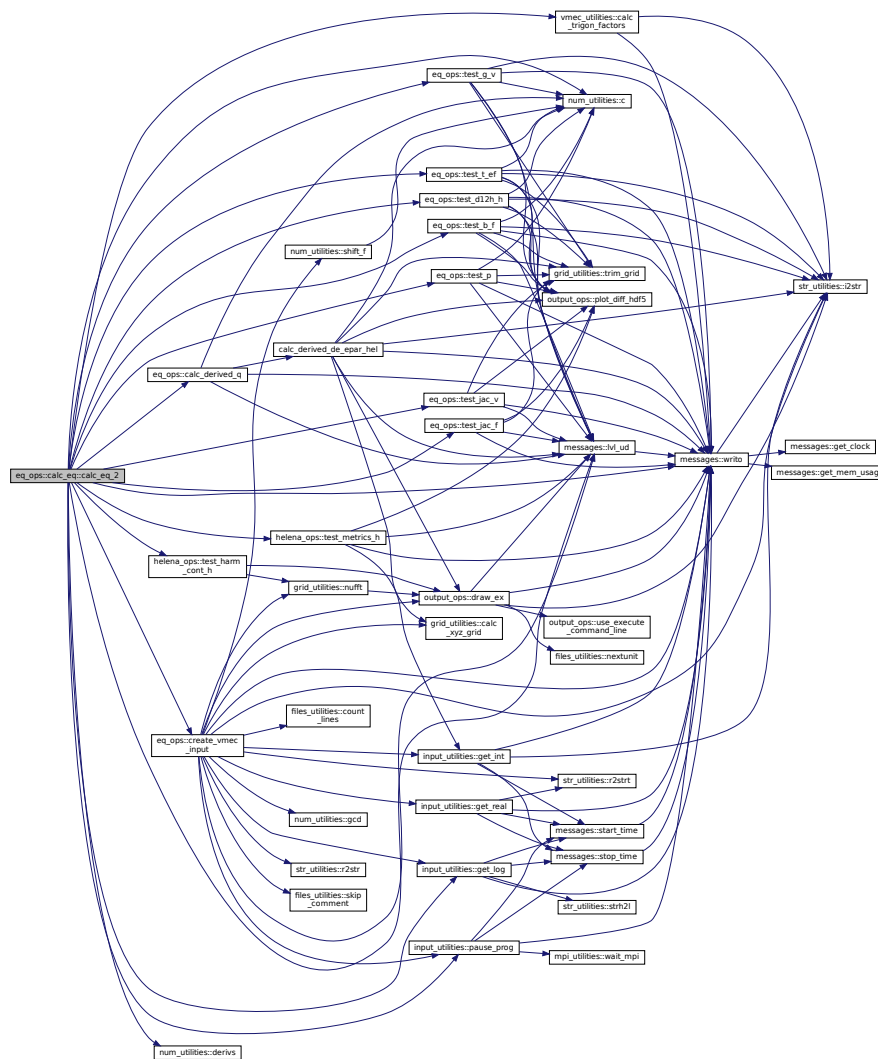 vmec_utilities::calc
_trigon_factors
eq_ops::test_g_v
num_utilities::c
eq_ops::test_t_ef
eq_ops::test_d12h_h
eq_ops::test_b_f
num_utilities::shift_f
eq_ops::test_p
grid_utilities::trim_grid
str_utilities::i2str
output_ops::plot_diff_hdf5
calc_derived_de_epar_hel
eq_ops::calc_derived_q
eq_ops::test_jac_v
eq_ops::test_jac_f
messages::lvl_ud
messages::get_clock
messages::writo
messages::get_mem_usag
eq_ops::calc_eq::calc_eq_2
helena_ops::test_metrics_h
helena_ops::test_harm
_cont_h
grid_utilities::nufft
output_ops::draw_ex
grid_utilities::calc
_xyz_grid
output_ops::use_execute
_command_line
files_utilities::nextunit
files_utilities::count
_lines
eq_ops::create_vmec
_input
input_utilities::get_int
str_utilities::r2strt
input_utilities::get_real
num_utilities::gcd
messages::start_time
messages::stop_time
str_utilities::r2str
input_utilities::get_log
files_utilities::skip
_comment
str_utilities::strh2l
input_utilities::pause_prog
mpi_utilities::wait_mpi
num_utilities::derivs